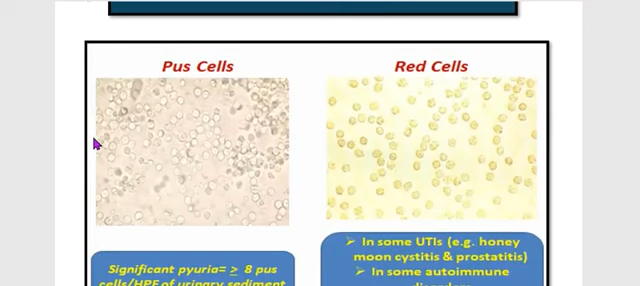 Pus Cells
Red Cells
Significant pyuria= ≥ 8 pus
cells/HPF of urinary sediment
➢ In some UTIs (e.g. honey
moon cystitis & prostatitis)
➢ In some autoimmune